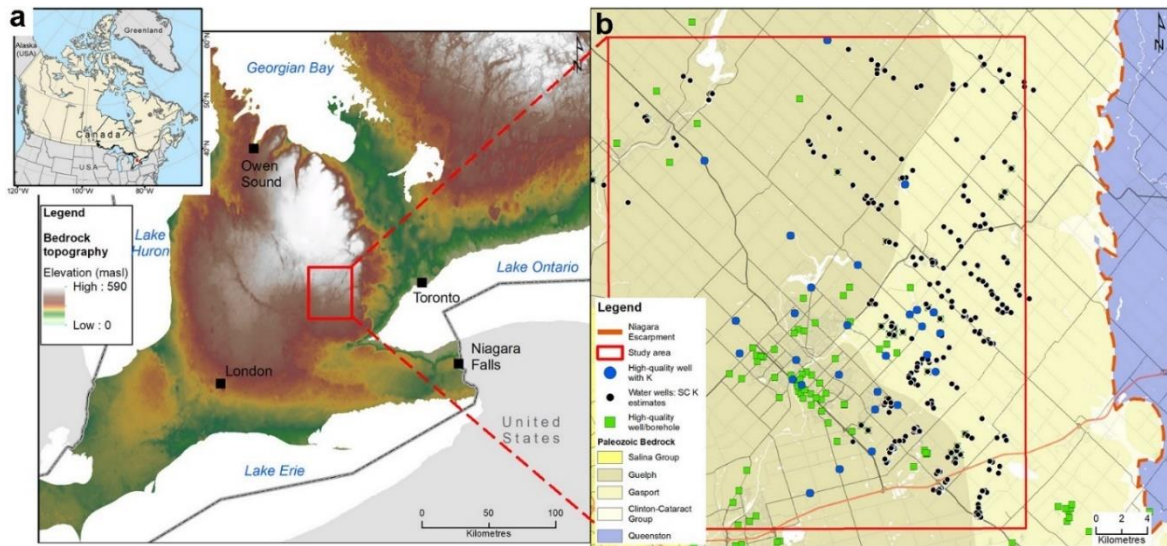 a
Alaska
(USA)
Greenland
Canada
USA
120°W
100°W
80°W
60°N
50°N
40°N
Georgian Bay
Owen
Sound
Legend
Bedrock
topography
Elevation (masl)
High : 590
Low : 0
Lake
Huron
Lake Ontario
Toronto
Niagara
Falls
London
United
States
Lake Erie
0
50
100
Kilometres
N
b
N
Legend
Niagara
Escarpment
Study area
High-quality well
with K
Water wells: SC K
estimates
High-quality
well/borehole
Paleozoic Bedrock
Salina Group
Guelph
Gasport
Clinton-Cataract
Group
Queenston
0
2
4
Kilometres